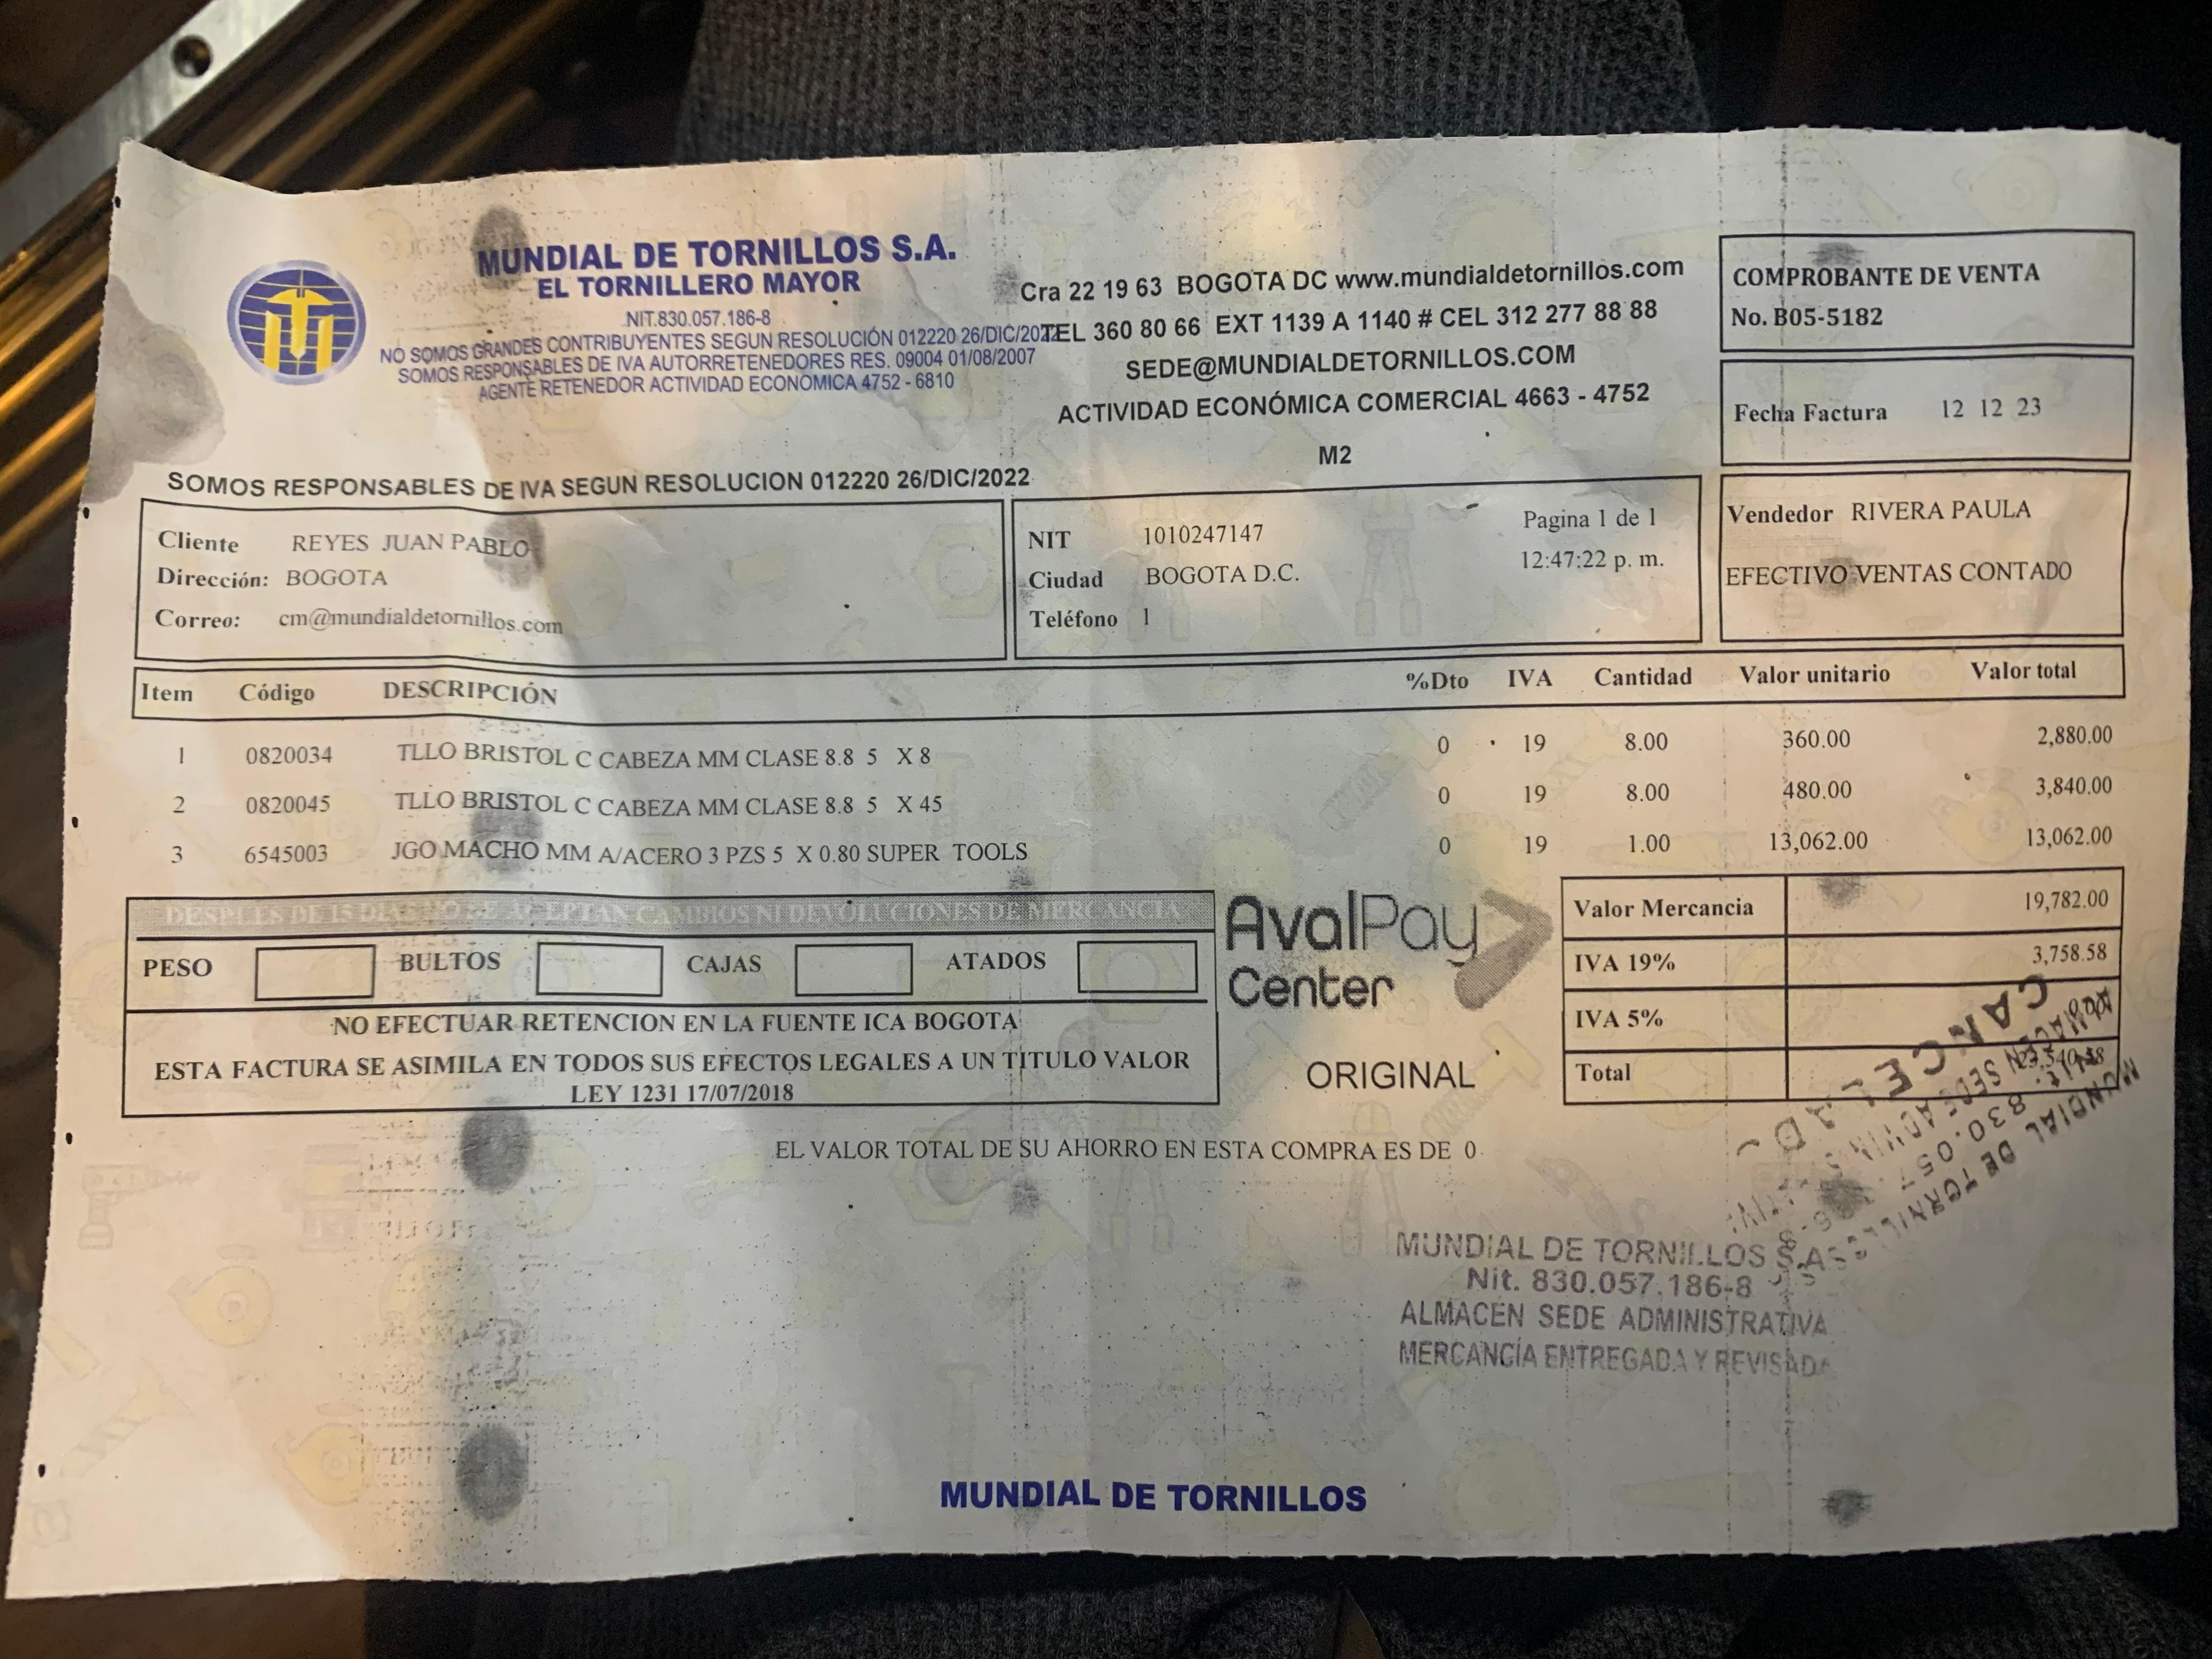 MUNDIAL DE TORNILLOS S.A.
EL TORNILLERO MAYOR
NIT.830.057.186-8
NO SOMOS GRANDES CONTRIBUYENTES SEGUN RESOLUCIÓN 012220 26/DIC/2022
SOMOS RESPONSABLES DE IVA AUTORRETENEDORES RES. 09004 01/08/2007
AGENTE RETENEDOR ACTIVIDAD ECONOMICA 4752 - 6810
Cra 22 19 63 BOGOTA DC www.mundialdetornillos.com
TEL 360 80 66 EXT 1139 A 1140 # CEL 312 277 88 88
SEDE@MUNDIALDETORNILLOS.COM
ACTIVIDAD ECONÓMICA COMERCIAL 4663 - 4752
M2
COMPROBANTE DE VENTA
No. B05-5182
Fecha Factura 12 12 23
SOMOS RESPONSABLES DE IVA SEGUN RESOLUCION 012220 26/DIC/2022
Cliente REYES JUAN PABLO
Dirección: BOGOTA
Correo: cm@mundialdetornillos.com
NIT 1010247147
Ciudad BOGOTA D.C.
Teléfono 1
Pagina 1 de 1
12:47:22 p. m.
Vendedor RIVERA PAULA
EFECTIVO VENTAS CONTADO
Item Código DESCRIPCIÓN %Dto IVA Cantidad Valor unitario Valor total
1 0820034 TLLO BRISTOL C CABEZA MM CLASE 8.8 5 X 8 0 19 8.00 360.00 2,880.00
2 0820045 TLLO BRISTOL C CABEZA MM CLASE 8.8 5 X 45 0 19 8.00 480.00 3,840.00
3 6545003 JGO MACHO MM A/ACERO 3 PZS 5 X 0.80 SUPER TOOLS 0 19 1.00 13,062.00 13,062.00
DESPUES DE 15 DIAS NO SE ACEPTAN CAMBIOS NI DEVOLUCIONES DE MERCANCIA
PESO BULTOS CAJAS ATADOS
NO EFECTUAR RETENCION EN LA FUENTE ICA BOGOTA
ESTA FACTURA SE ASIMILA EN TODOS SUS EFECTOS LEGALES A UN TITULO VALOR
LEY 1231 17/07/2018
AvalPay
Center
ORIGINAL
Valor Mercancia 19,782.00
IVA 19% 3,758.58
IVA 5% 0.00
Total 23,540.58
EL VALOR TOTAL DE SU AHORRO EN ESTA COMPRA ES DE 0
MUNDIAL DE TORNILLOS
Nit. 830.057
ALMACEN SEDE
CANCELADO
MUNDIAL DE TORNILLOS S.A.
Nit. 830.057.186-8
ALMACEN SEDE ADMINISTRATIVA
MERCANCÍA ENTREGADA Y REVISADA
MUNDIAL DE TORNILLOS